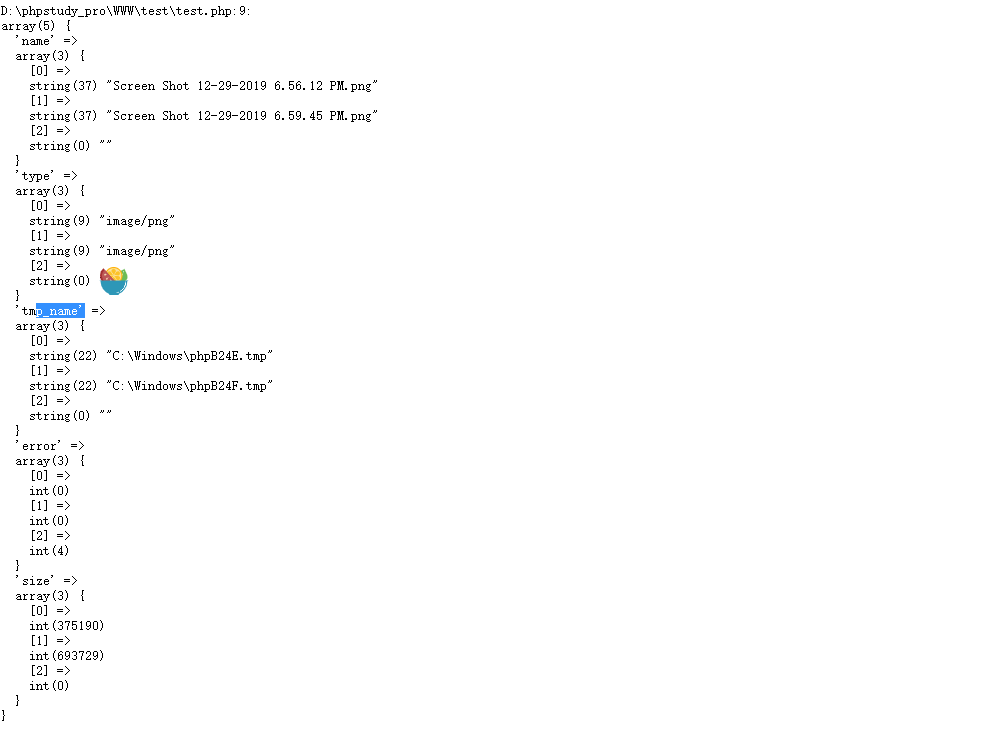 D:\phpstudy_pro\WWW\test\test.php:9:
array(5) {
  'name' =>
  array(3) {
    [0] =>
    string(37) "Screen Shot 12-29-2019 6.56.12 PM.png"
    [1] =>
    string(37) "Screen Shot 12-29-2019 6.59.45 PM.png"
    [2] =>
    string(0) ""
  }
  'type' =>
  array(3) {
    [0] =>
    string(9) "image/png"
    [1] =>
    string(9) "image/png"
    [2] =>
    string(0)
  }
  'tmp_name' =>
  array(3) {
    [0] =>
    string(22) "C:\Windows\phpB24E.tmp"
    [1] =>
    string(22) "C:\Windows\phpB24F.tmp"
    [2] =>
    string(0) ""
  }
  'error' =>
  array(3) {
    [0] =>
    int(0)
    [1] =>
    int(0)
    [2] =>
    int(4)
  }
  'size' =>
  array(3) {
    [0] =>
    int(375190)
    [1] =>
    int(693729)
    [2] =>
    int(0)
  }
}